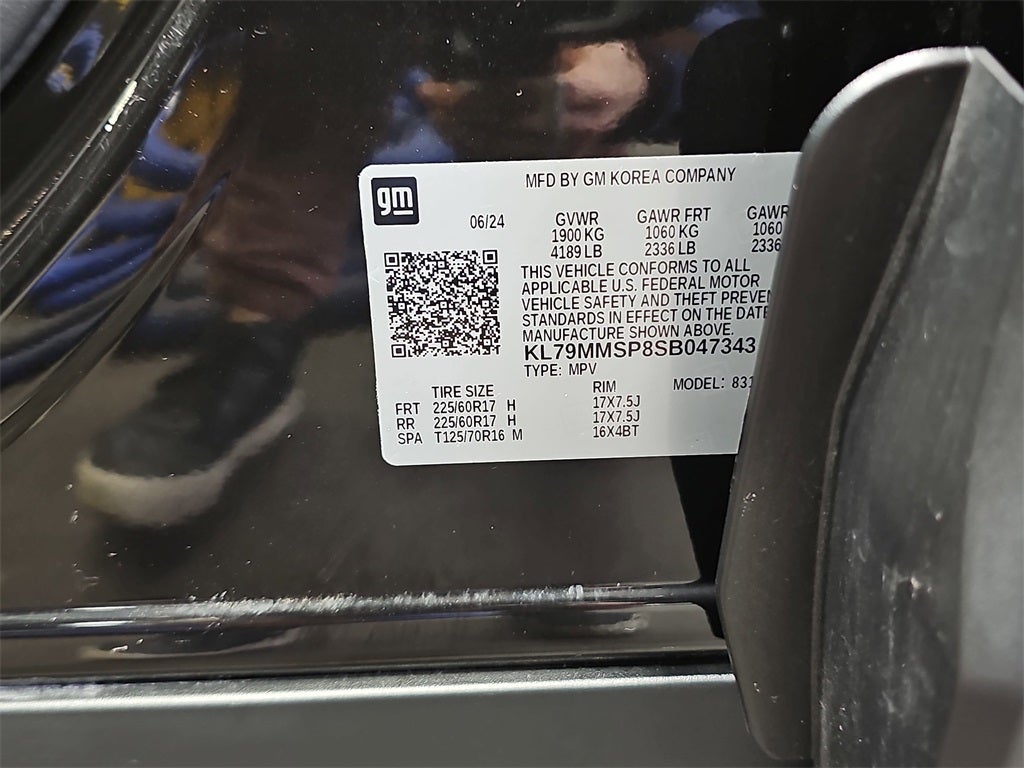 gm
MFD BY GM KOREA COMPANY
06/24 GVWR GAWR FRT GAWR
1900 KG 1060 KG 1060
4189 LB 2336 LB 2336
THIS VEHICLE CONFORMS TO ALL
APPLICABLE U.S. FEDERAL MOTOR
VEHICLE SAFETY AND THEFT PREVEN
STANDARDS IN EFFECT ON THE DATE
MANUFACTURE SHOWN ABOVE.
KL79MMSP8SB047343
TYPE: MPV
MODEL: 831
TIRE SIZE RIM
FRT 225/60R17 H 17X7.5J
RR 225/60R17 H 17X7.5J
SPA T125/70R16 M 16X4BT